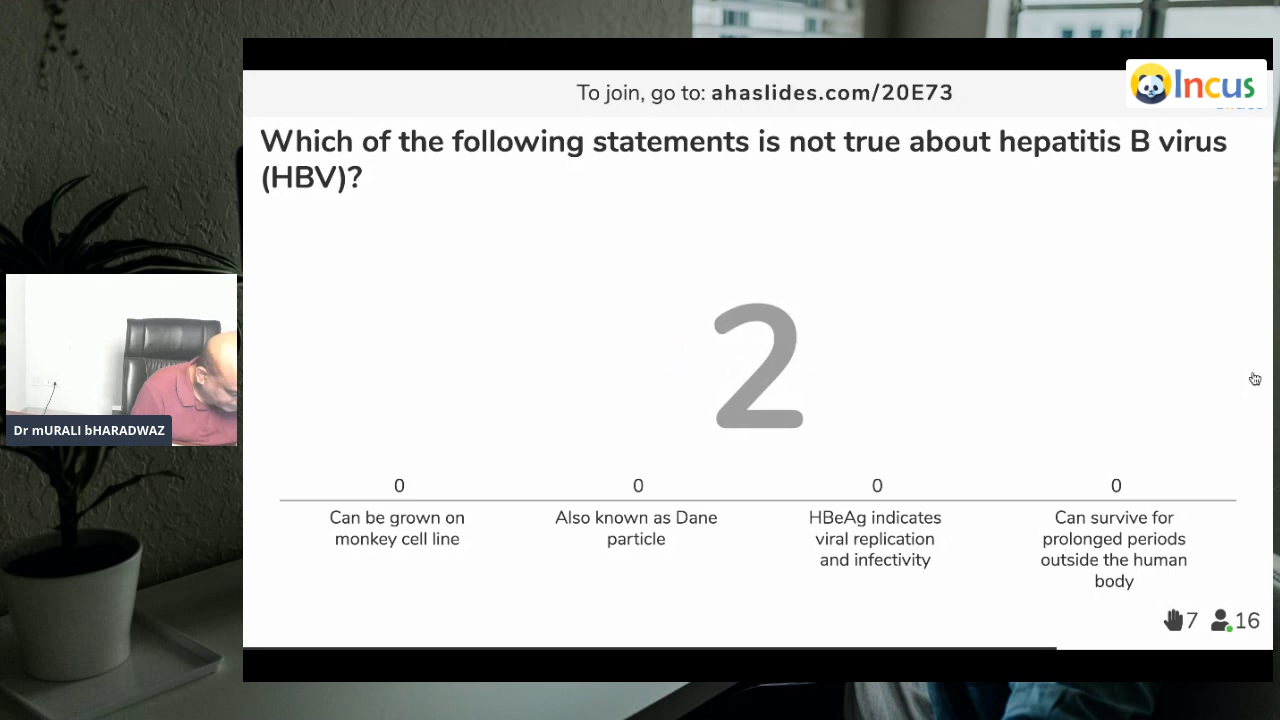 To join, go to: ahaslides.com/20E73
Incus
Which of the following statements is not true about hepatitis B virus
(HBV)?
2
0
0
0
0
Can be grown on
monkey cell line
Also known as Dane
particle
HBeAg indicates
viral replication
and infectivity
Can survive for
prolonged periods
outside the human
body
7
16
Dr mURALI bHARADWAZ